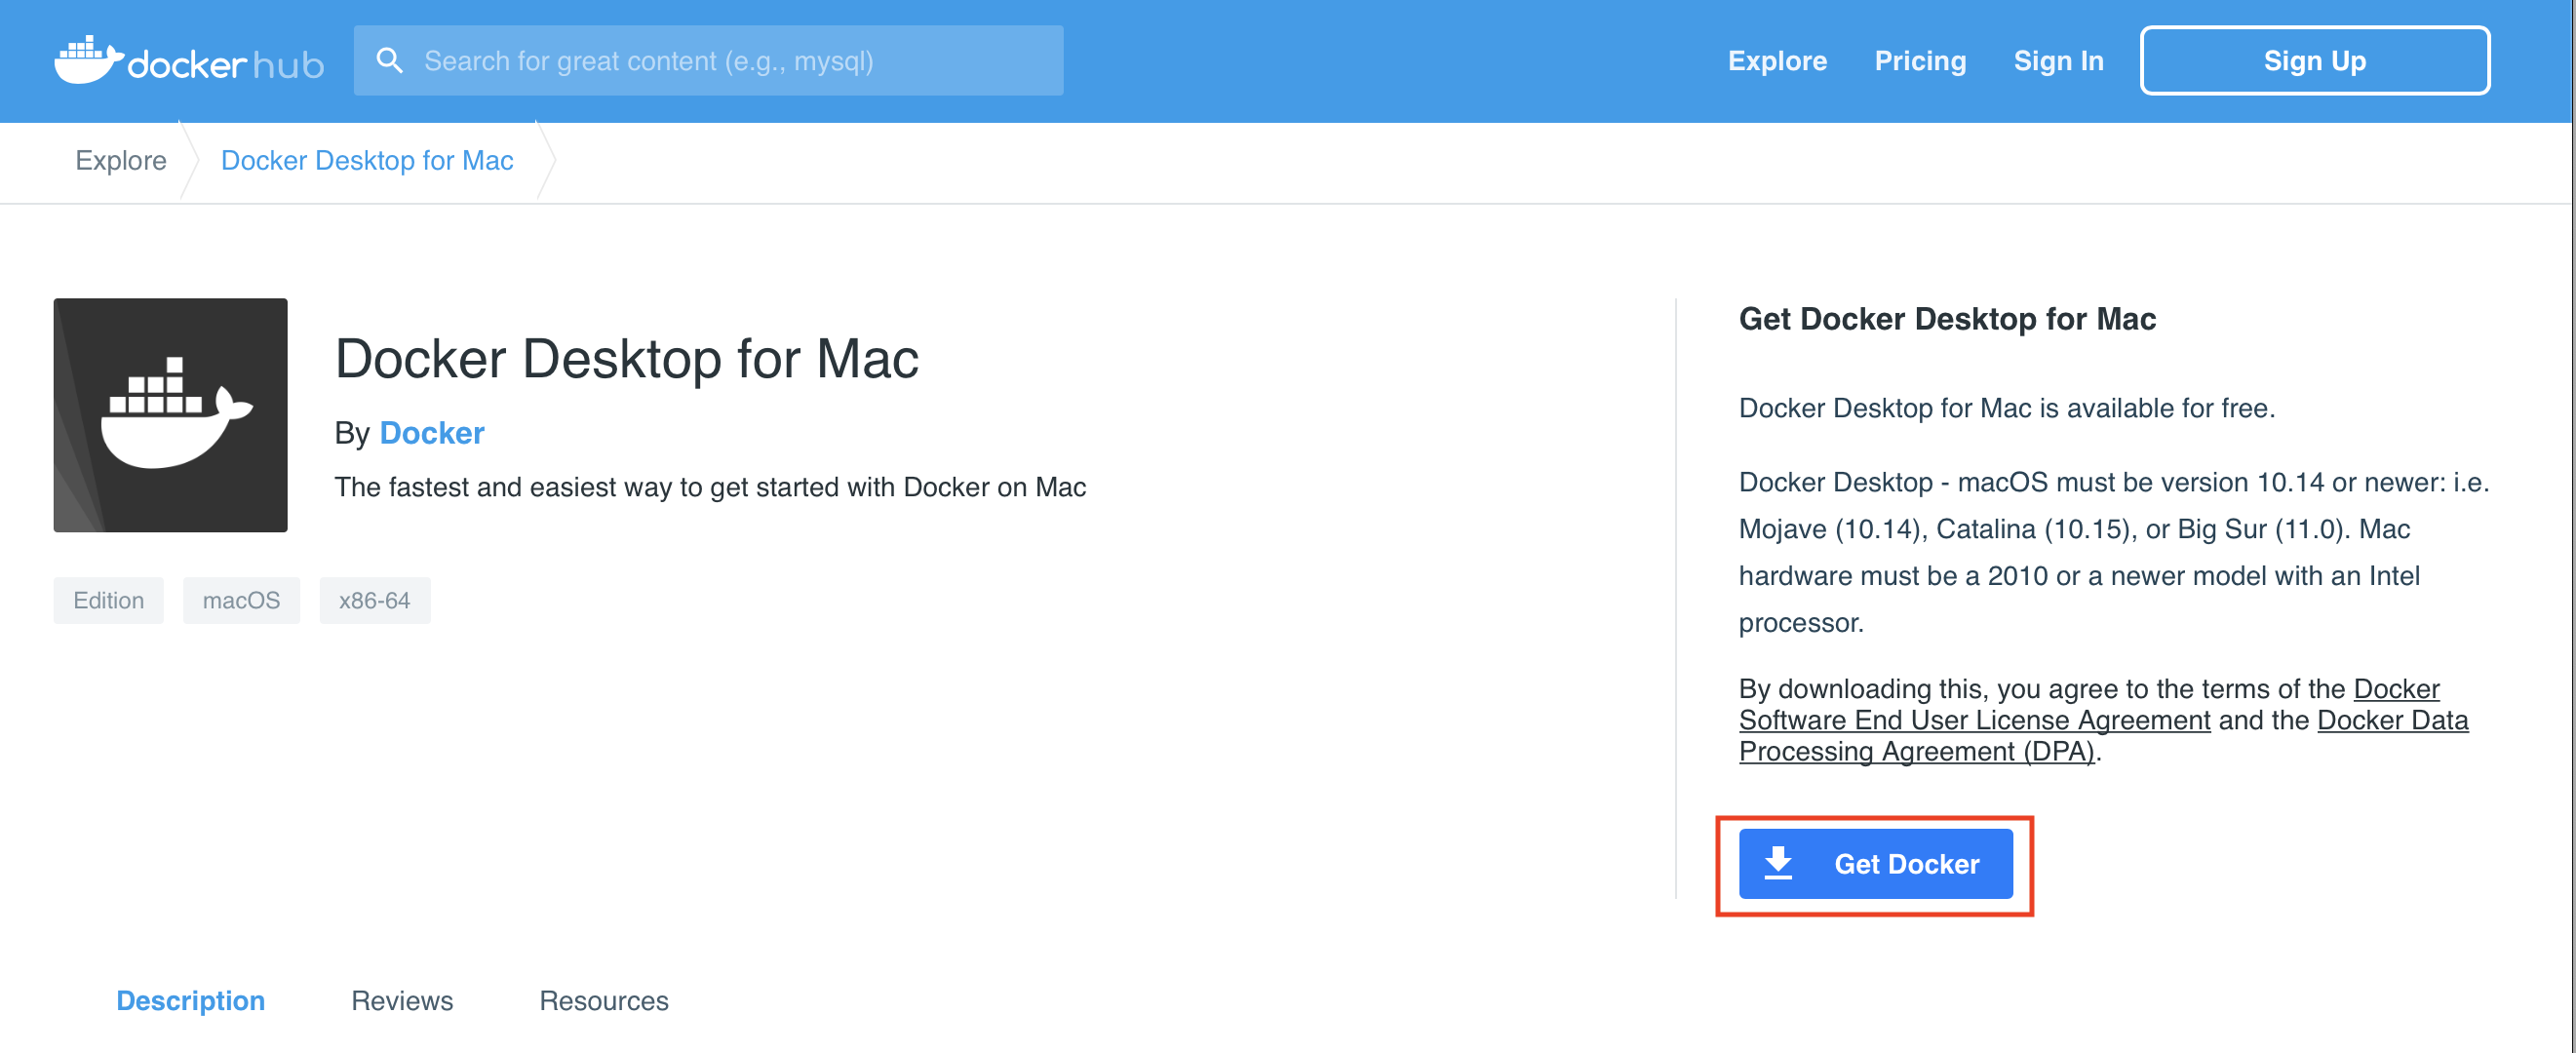 docker hub
Search for great content (e.g., mysql)
Explore
Pricing
Sign In
Sign Up
Explore
Docker Desktop for Mac
Docker Desktop for Mac
By Docker
The fastest and easiest way to get started with Docker on Mac
Edition
macOS
x86-64
Get Docker Desktop for Mac
Docker Desktop for Mac is available for free.
Docker Desktop - macOS must be version 10.14 or newer: i.e.
Mojave (10.14), Catalina (10.15), or Big Sur (11.0). Mac
hardware must be a 2010 or a newer model with an Intel
processor.
By downloading this, you agree to the terms of the Docker
Software End User License Agreement and the Docker Data
Processing Agreement (DPA).
Get Docker
Description
Reviews
Resources